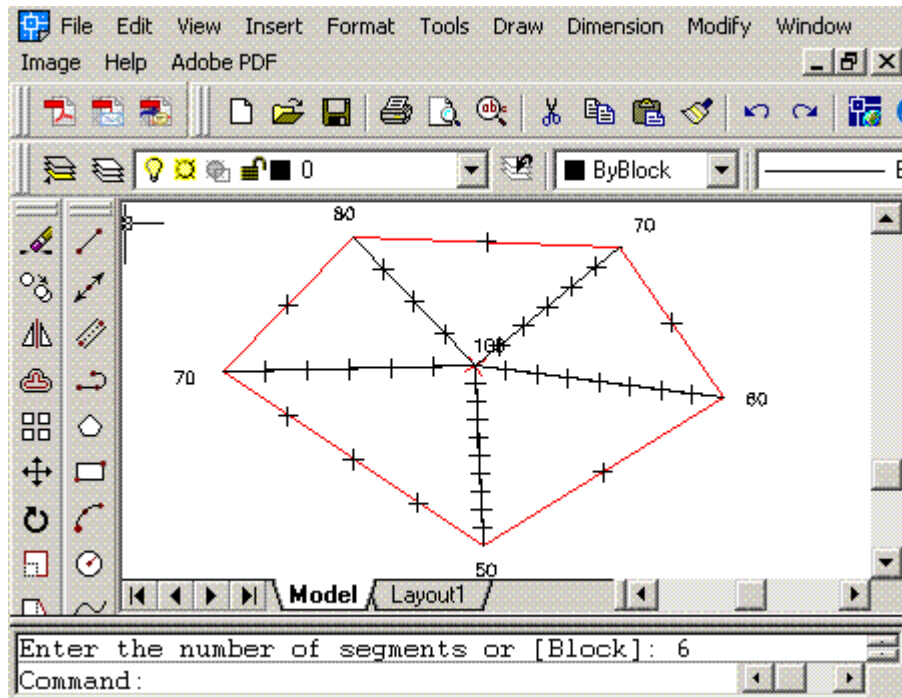 File Edit View Insert Format Tools Draw Dimension Modify Window
Image Help Adobe PDF
0 ByBlock
80
70
100
70
60
50
Model Layout1
Enter the number of segments or [Block]: 6
Command: